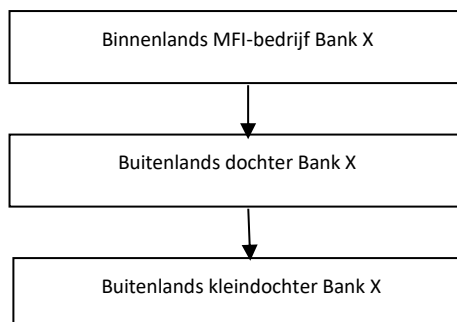 Binnenlands MFI-bedrijf Bank X
Buitenlands dochter Bank X
Buitenlands kleindochter Bank X